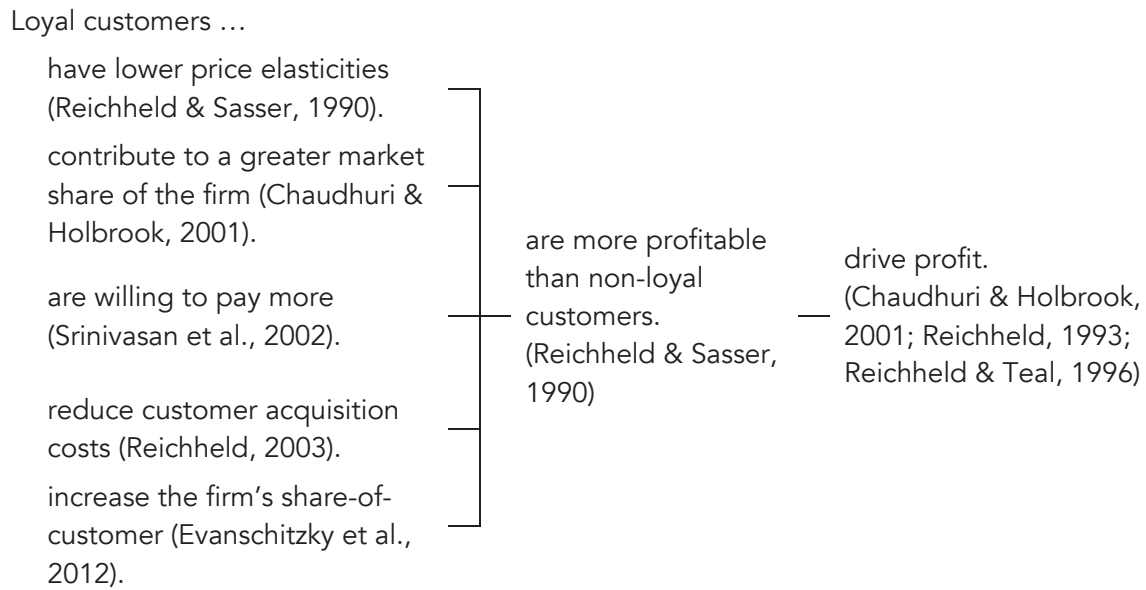 Loyal customers …
have lower price elasticities
(Reichheld & Sasser, 1990).
contribute to a greater market
share of the firm (Chaudhuri &
Holbrook, 2001).
are willing to pay more
(Srinivasan et al., 2002).
reduce customer acquisition
costs (Reichheld, 2003).
increase the firm’s share-of-
customer (Evanschitzky et al.,
2012).
are more profitable
than non-loyal
customers.
(Reichheld & Sasser,
1990)
drive profit.
(Chaudhuri & Holbrook,
2001; Reichheld, 1993;
Reichheld & Teal, 1996)